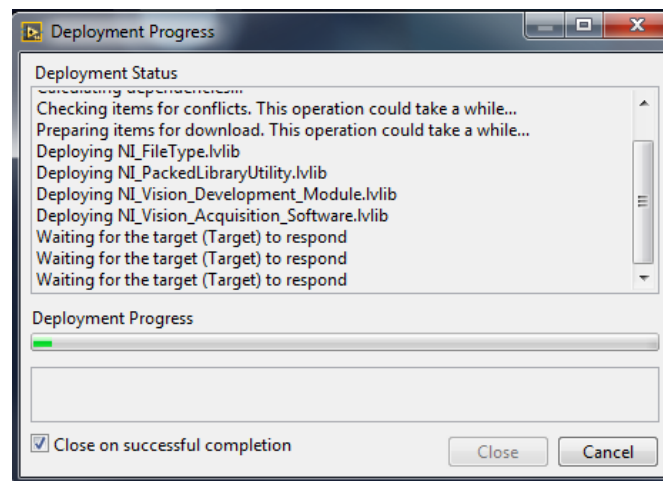 Deployment Progress
Deployment Status
Calculating dependencies...
Checking items for conflicts. This operation could take a while...
Preparing items for download. This operation could take a while...
Deploying NI_FileType.lvlib
Deploying NI_PackedLibraryUtility.lvlib
Deploying NI_Vision_Development_Module.lvlib
Deploying NI_Vision_Acquisition_Software.lvlib
Waiting for the target (Target) to respond
Waiting for the target (Target) to respond
Waiting for the target (Target) to respond
Deployment Progress
Close on successful completion
Close
Cancel